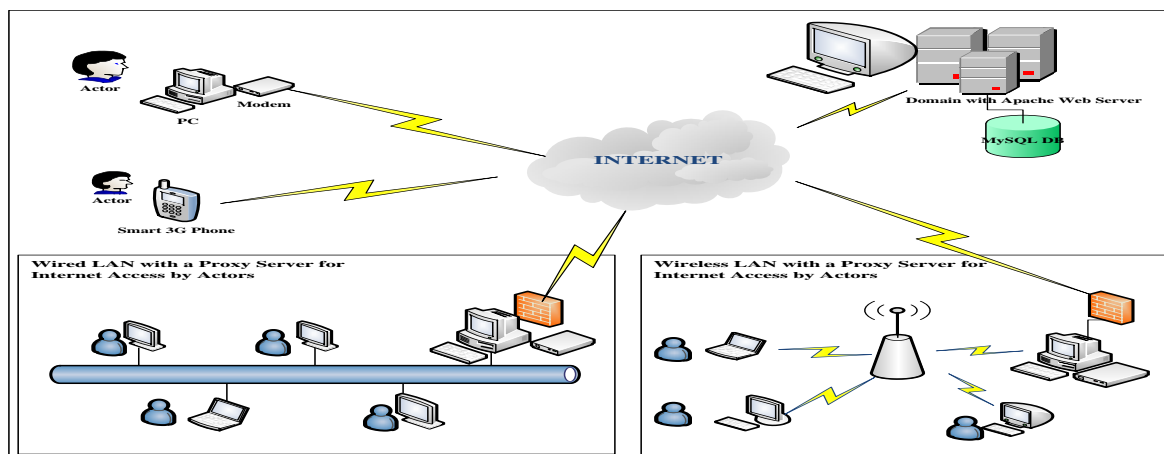 Actor
Modem
PC
Domain with Apache Web Server
MySQL DB
INTERNET
Actor
Smart 3G Phone
Wired LAN with a Proxy Server for
Internet Access by Actors
Wireless LAN with a Proxy Server for
Internet Access by Actors